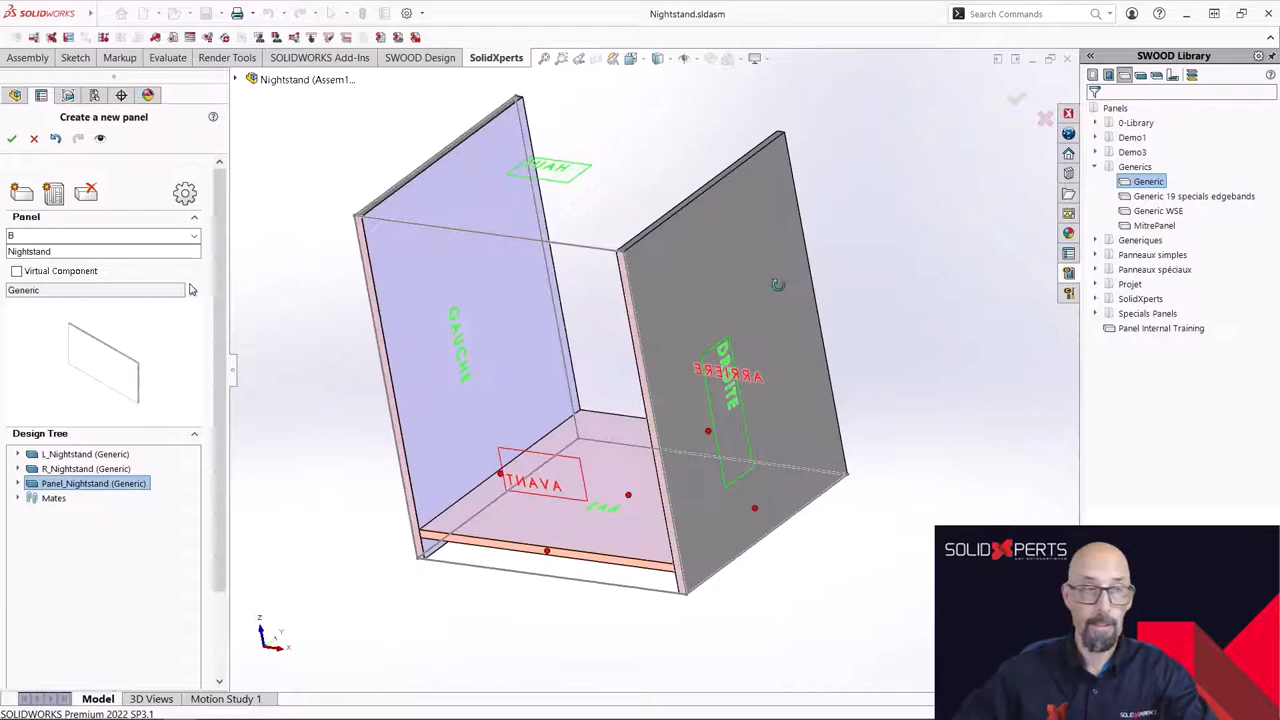 SOLIDWORKS
Nightstand.sldasm
Search Commands
Assembly
Sketch
Markup
Evaluate
Render Tools
SOLIDWORKS Add-Ins
SWOOD Design
SolidXperts
SWOOD Library
Nightstand (Assem1...
Create a new panel
Panel
B
Nightstand
Virtual Component
Generic
Design Tree
L_Nightstand (Generic)
R_Nightstand (Generic)
Panel_Nightstand (Generic)
Mates
HAUT
GAUCHE
DROITE
ARRIERE
AVANT
BAS
Z
Y
X
Panels
0-Library
Demo1
Demo3
Generics
Generic
Generic 19 specials edgebands
Generic WSE
MitrePanel
Generiques
Panneaux simples
Panneaux spéciaux
Projet
SolidXperts
Specials Panels
Panel Internal Training
SOLIDXPERTS
Model
3D Views
Motion Study 1
SOLIDWORKS Premium 2022 SP3.1